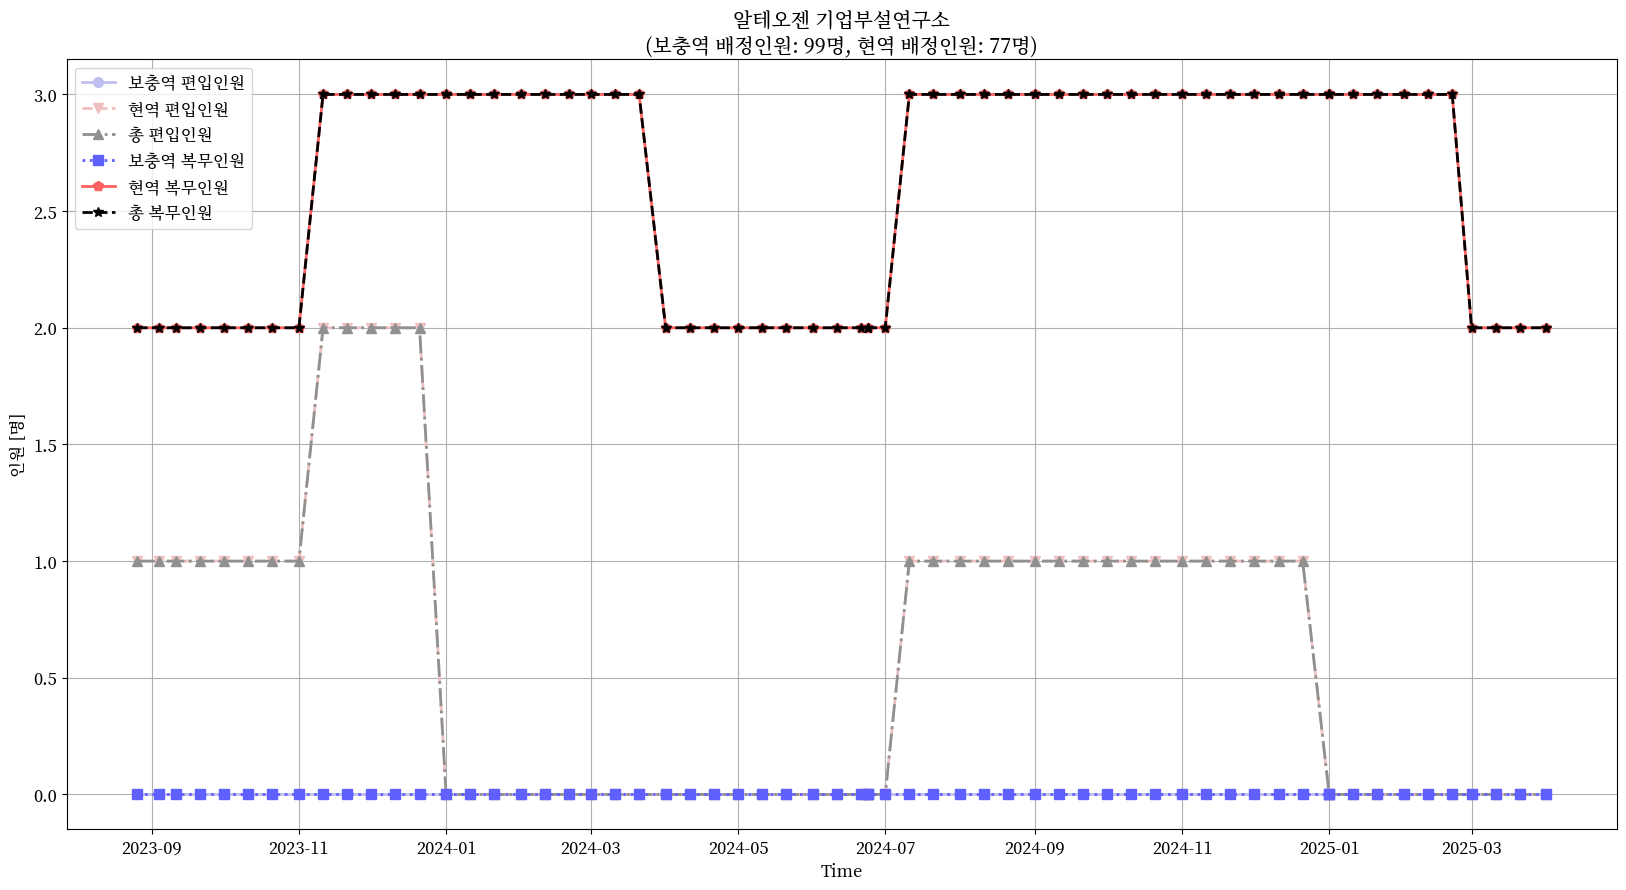 알테오젠 기업부설연구소
(보충역 배정인원: 99명, 현역 배정인원: 77명)
보충역 편입인원
현역 편입인원
총 편입인원
보충역 복무인원
현역 복무인원
총 복무인원
3.0
2.5
2.0
1.5
1.0
0.5
0.0
인원 [명]
2023-09 2023-11 2024-01 2024-03 2024-05 2024-07 2024-09 2024-11 2025-01 2025-03
Time